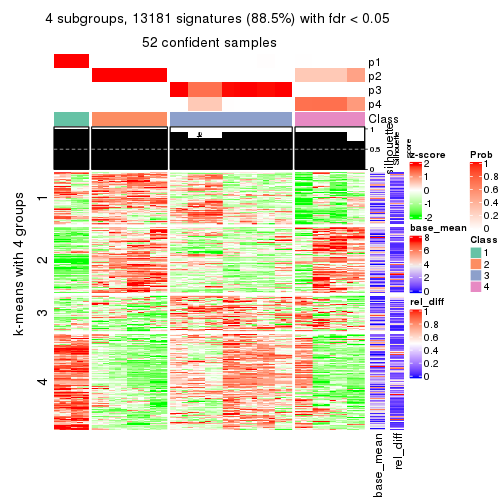 4 subgroups, 13181 signatures (88.5%) with fdr < 0.05
52 confident samples
p1
p2
p3
p4
Class
1
0.5
0
silhouette
Silhouette
score
k-means with 4 groups
1
2
3
4
base_mean
rel_diff
z-score
2
1
0
-1
-2
base_mean
8
6
4
2
0
rel_diff
1
0.8
0.6
0.4
0.2
0
Prob
1
0.8
0.6
0.4
0.2
0
Class
1
2
3
4